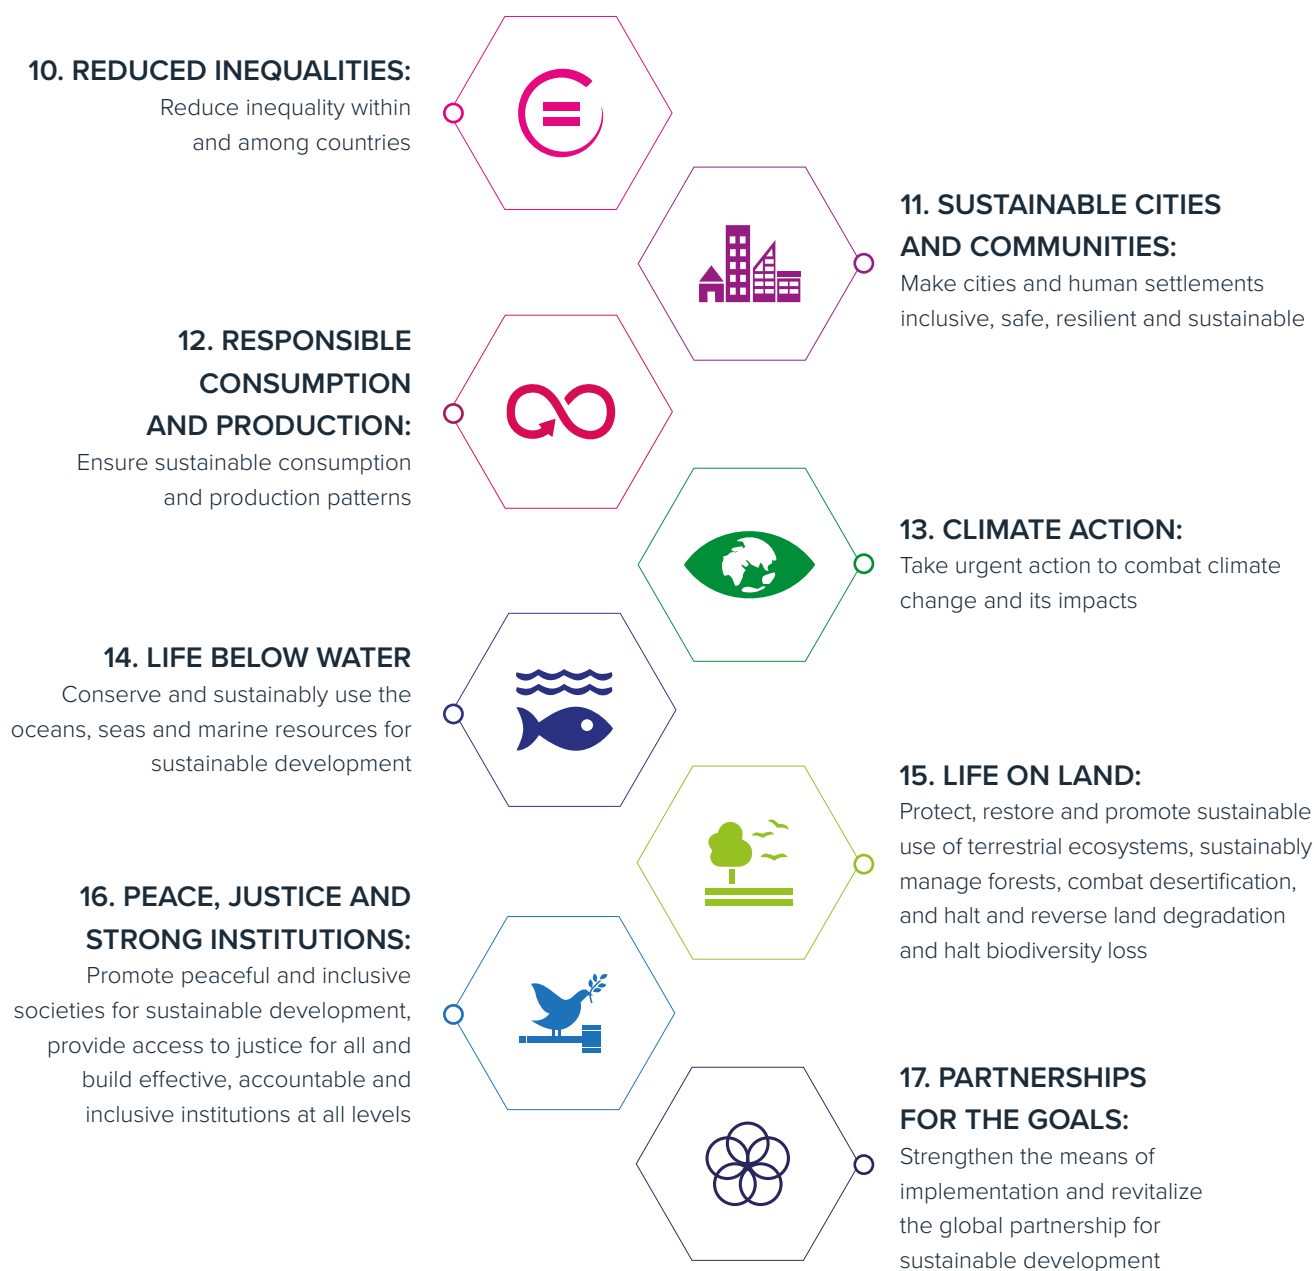 10. REDUCED INEQUALITIES:
Reduce inequality within
and among countries
11. SUSTAINABLE CITIES
AND COMMUNITIES:
Make cities and human settlements
inclusive, safe, resilient and sustainable
12. RESPONSIBLE
CONSUMPTION
AND PRODUCTION:
Ensure sustainable consumption
and production patterns
13. CLIMATE ACTION:
Take urgent action to combat climate
change and its impacts
14. LIFE BELOW WATER
Conserve and sustainably use the
oceans, seas and marine resources for
sustainable development
15. LIFE ON LAND:
Protect, restore and promote sustainable
use of terrestrial ecosystems, sustainably
manage forests, combat desertification,
and halt and reverse land degradation
and halt biodiversity loss
16. PEACE, JUSTICE AND
STRONG INSTITUTIONS:
Promote peaceful and inclusive
societies for sustainable development,
provide access to justice for all and
build effective, accountable and
inclusive institutions at all levels
17. PARTNERSHIPS
FOR THE GOALS:
Strengthen the means of
implementation and revitalize
the global partnership for
sustainable development